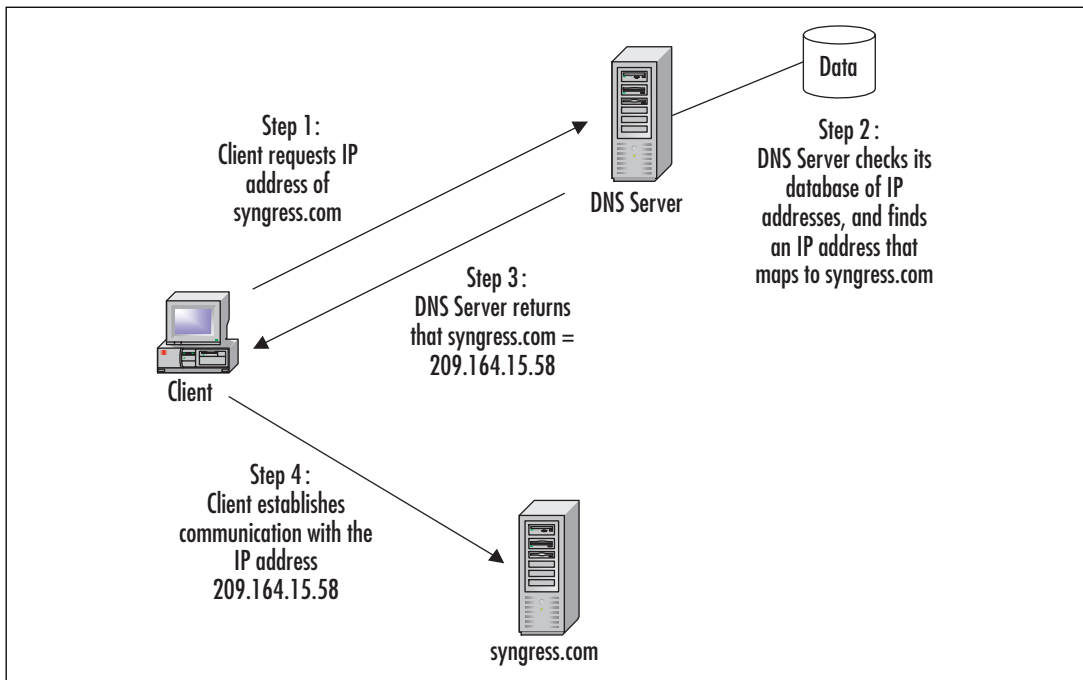 Step 1:
Client requests IP
address of
syngress.com
DNS Server
Data
Step 2:
DNS Server checks its
database of IP
addresses, and finds
an IP address that
maps to syngress.com
Step 3:
DNS Server returns
that syngress.com =
209.164.15.58
Client
Step 4:
Client establishes
communication with the
IP address
209.164.15.58
syngress.com